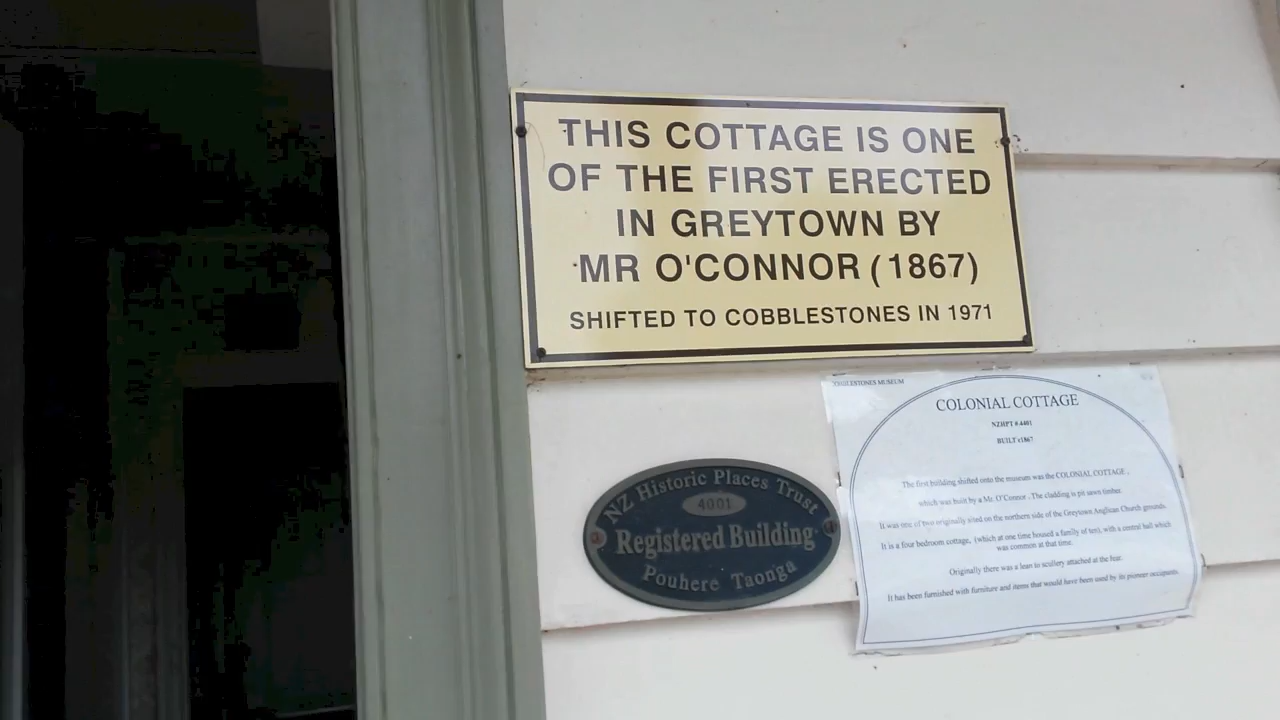 THIS COTTAGE IS ONE
OF THE FIRST ERECTED
IN GREYTOWN BY
MR O'CONNOR (1867)
SHIFTED TO COBBLESTONES IN 1971
NZ Historic Places Trust
4001
Registered Building
Pouhere Taonga
MUSEUM
COLONIAL COTTAGE
NZHPT # 4401
BUILT c1867
The first building shifted onto the museum was the COLONIAL COTTAGE ,
which was built by a Mr. O'Connor . The cladding is pit sawn timber.
It was one of two originally sited on the northern side of the Greytown Anglican Church grounds.
It is a four bedroom cottage, (which at one time housed a family of ten), with a central hall which
was common at that time.
Originally there was a lean to scullery attached at the rear.
It has been furnished with furniture and items that would have been used by its pioneer occupants.